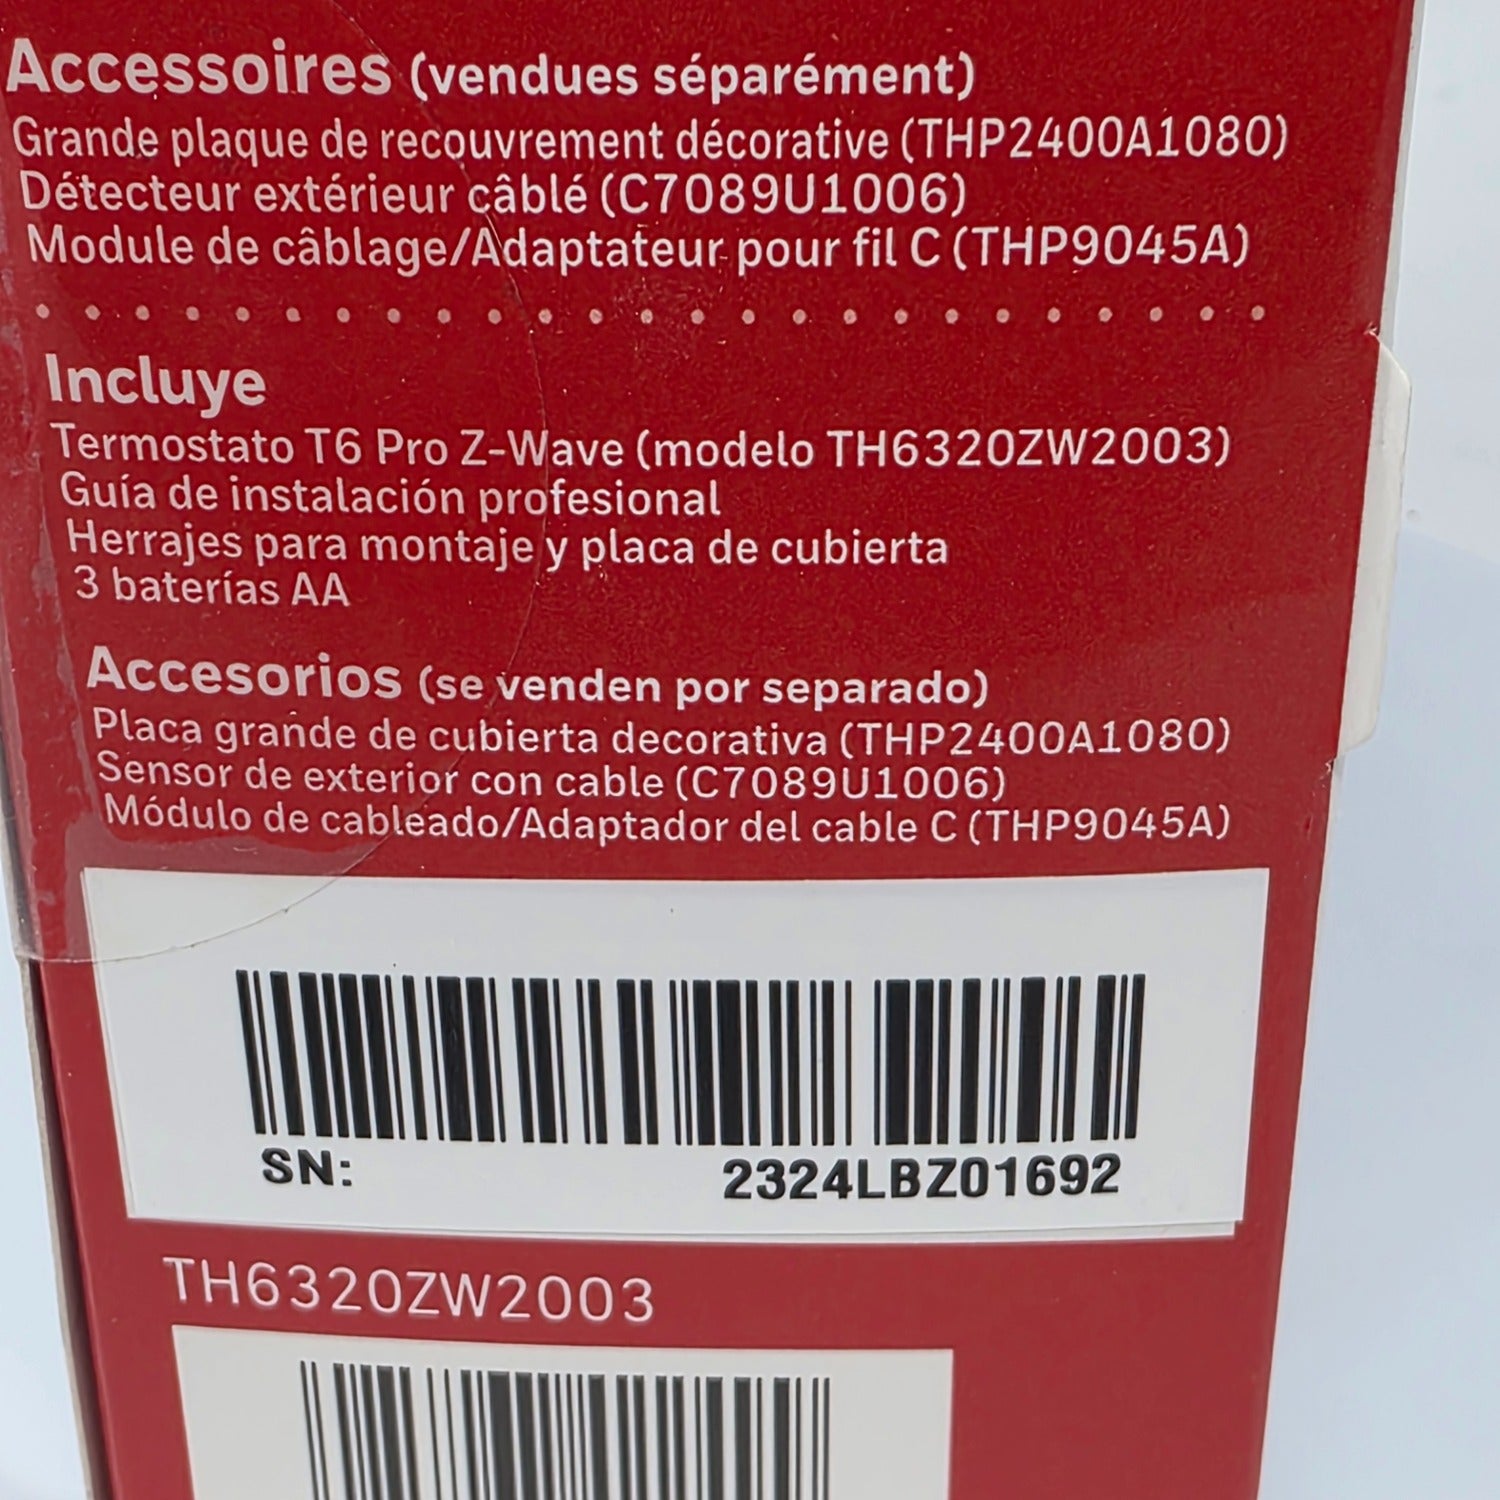 Accessoires (vendues séparément)
Grande plaque de recouvrement décorative (THP2400A1080)
Détecteur extérieur câblé (C7089U1006)
Module de câblage/Adaptateur pour fil C (THP9045A)
Incluye
Termostato T6 Pro Z-Wave (modelo TH6320ZW2003)
Guía de instalación profesional
Herrajes para montaje y placa de cubierta
3 baterías AA
Accesorios (se venden por separado)
Placa grande de cubierta decorativa (THP2400A1080)
Sensor de exterior con cable (C7089U1006)
Módulo de cableado/Adaptador del cable C (THP9045A)
SN: 2324LBZ01692
TH6320ZW2003